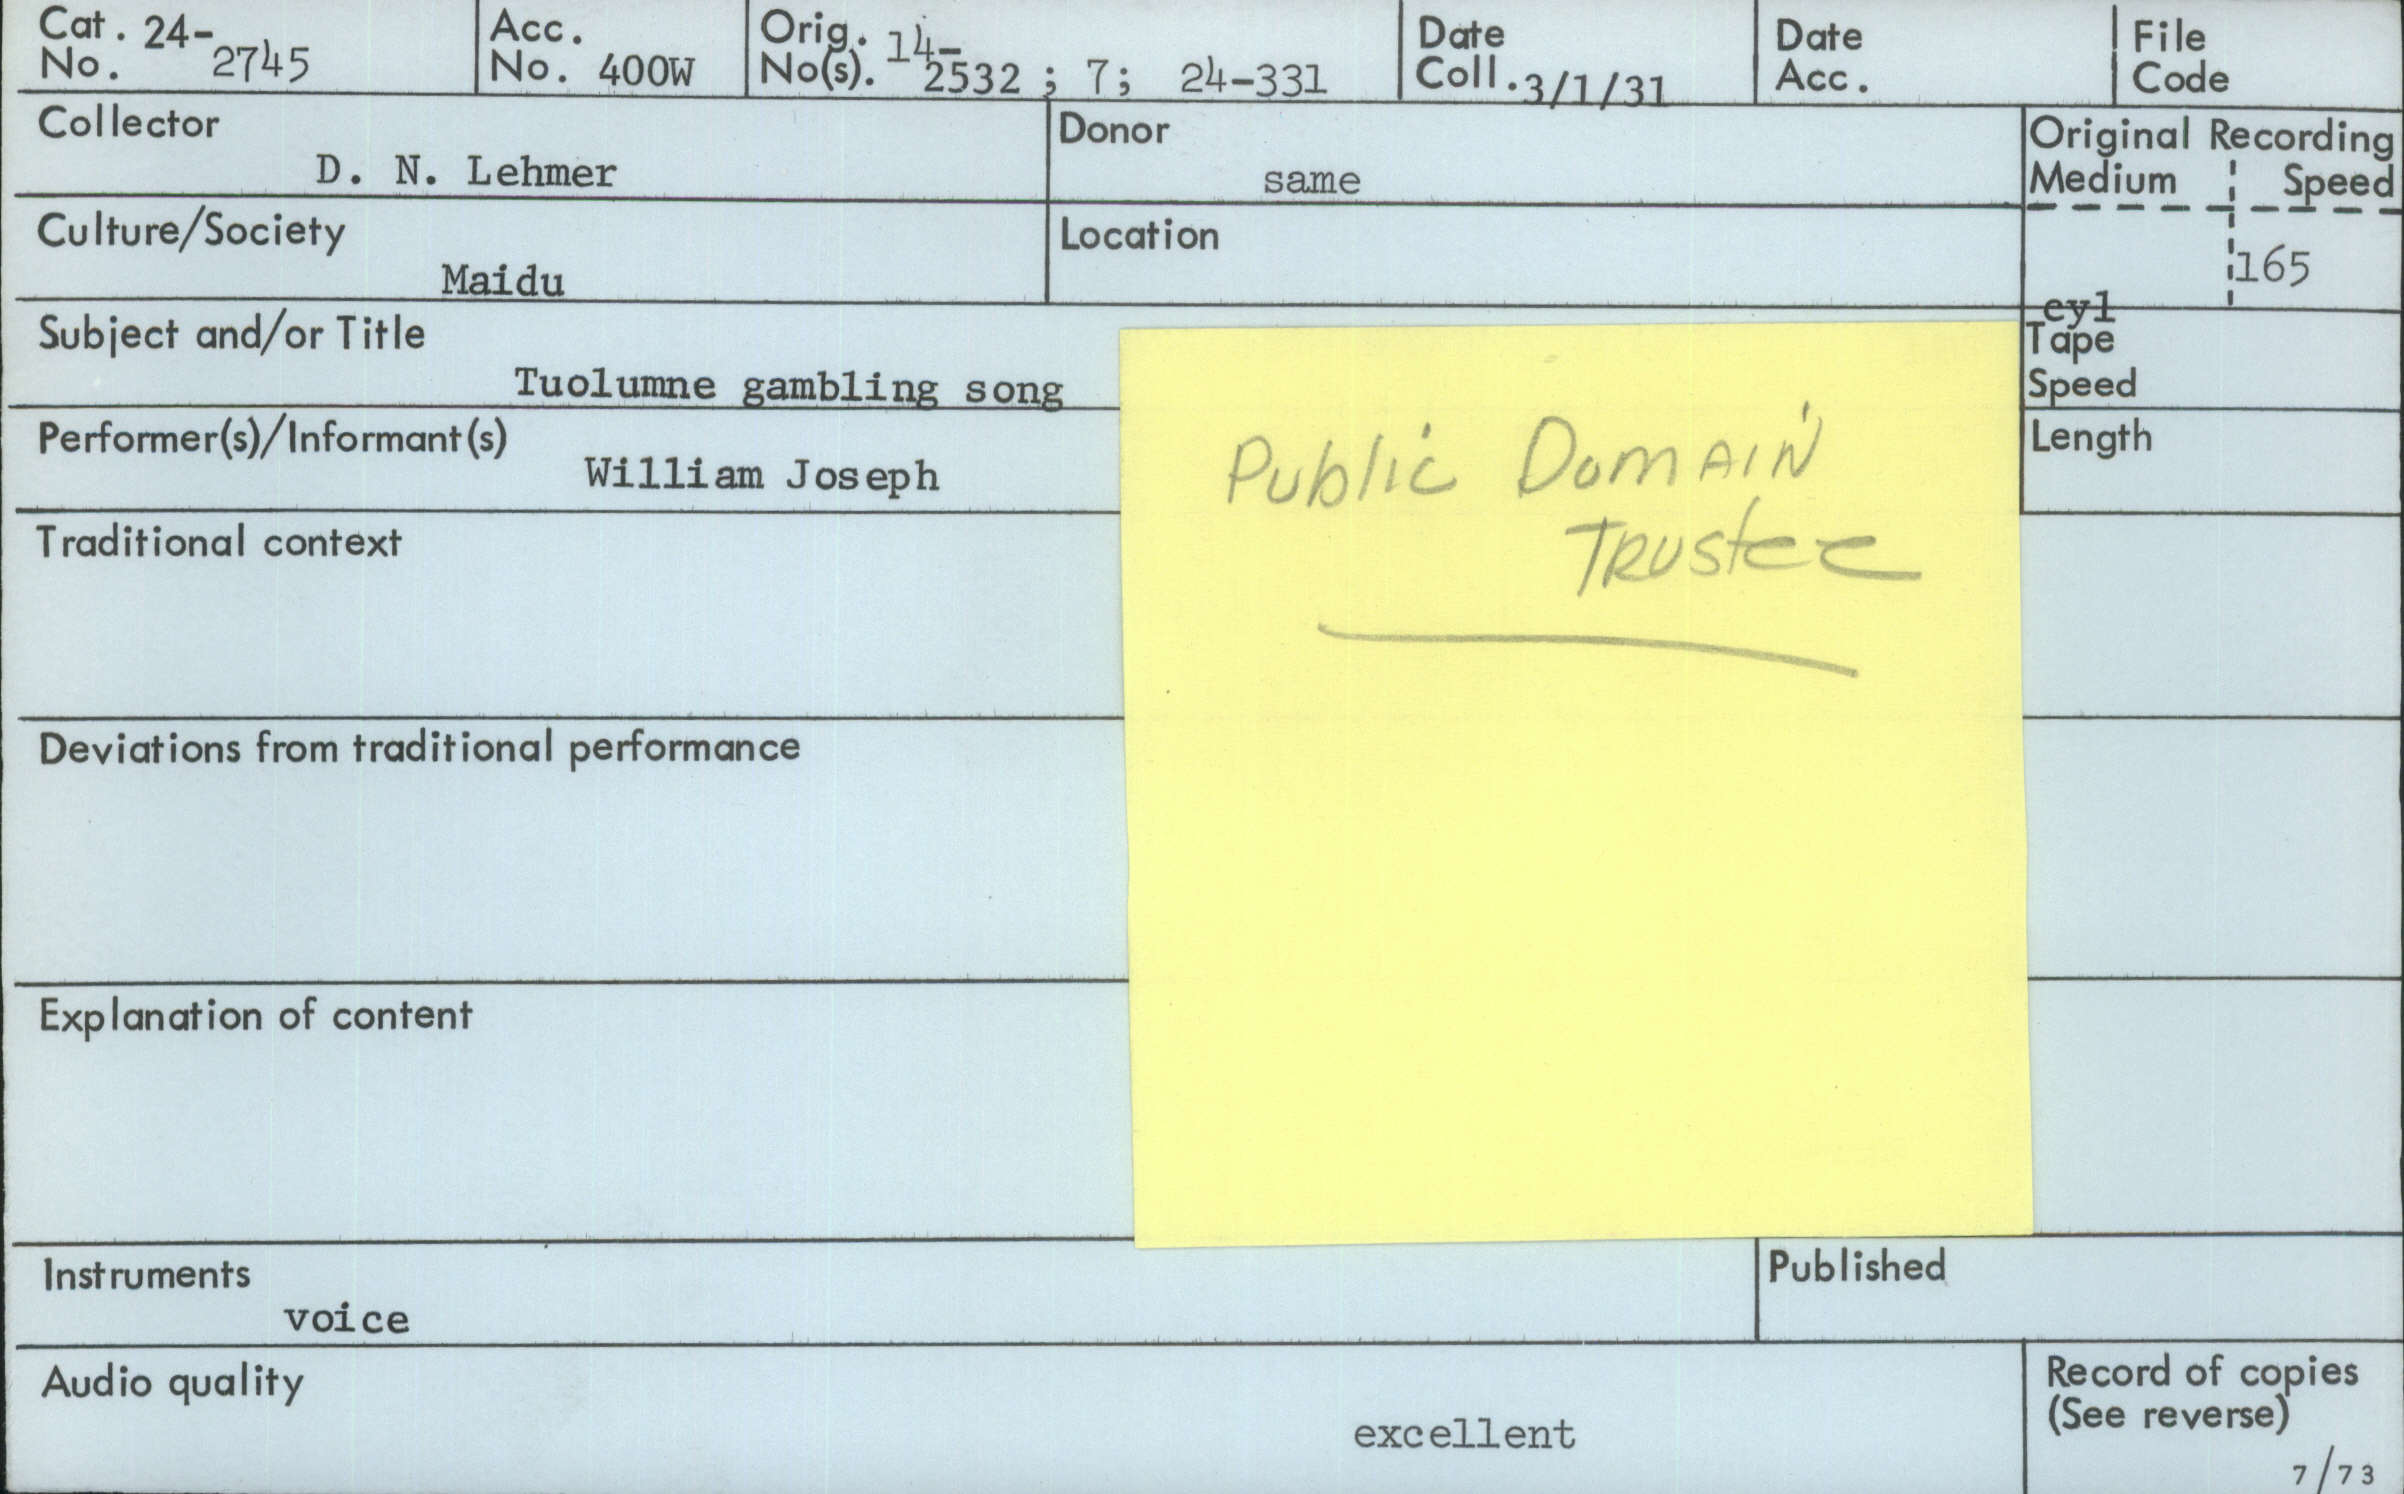 Cat. 24-
No. 2745
Acc.
No. 400W
Orig. 14-
No(s). 2532 ; 7; 24-331
Date
Coll. 3/1/31
Date
Acc.
File
Code
Collector
D. N. Lehmer
Donor
same
Original Recording
Medium Speed
165
cyl
Culture/Society
Maidu
Location
Subject and/or Title
Tuolumne gambling song
Tape
Speed
Performer(s)/Informant(s)
William Joseph
Length
Public Domain
Trustee
Traditional context
Deviations from traditional performance
Explanation of content
Instruments
voice
Published
Audio quality
excellent
Record of copies
(See reverse)
7/73